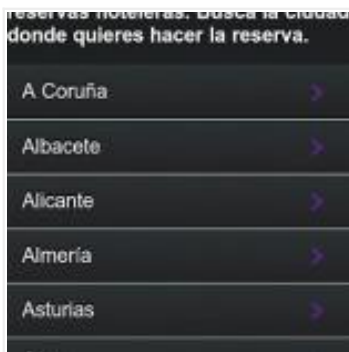 reservas hoteleras. Busca la ciudad
donde quieres hacer la reserva.
A Coruña
Albacete
Alicante
Almería
Asturias